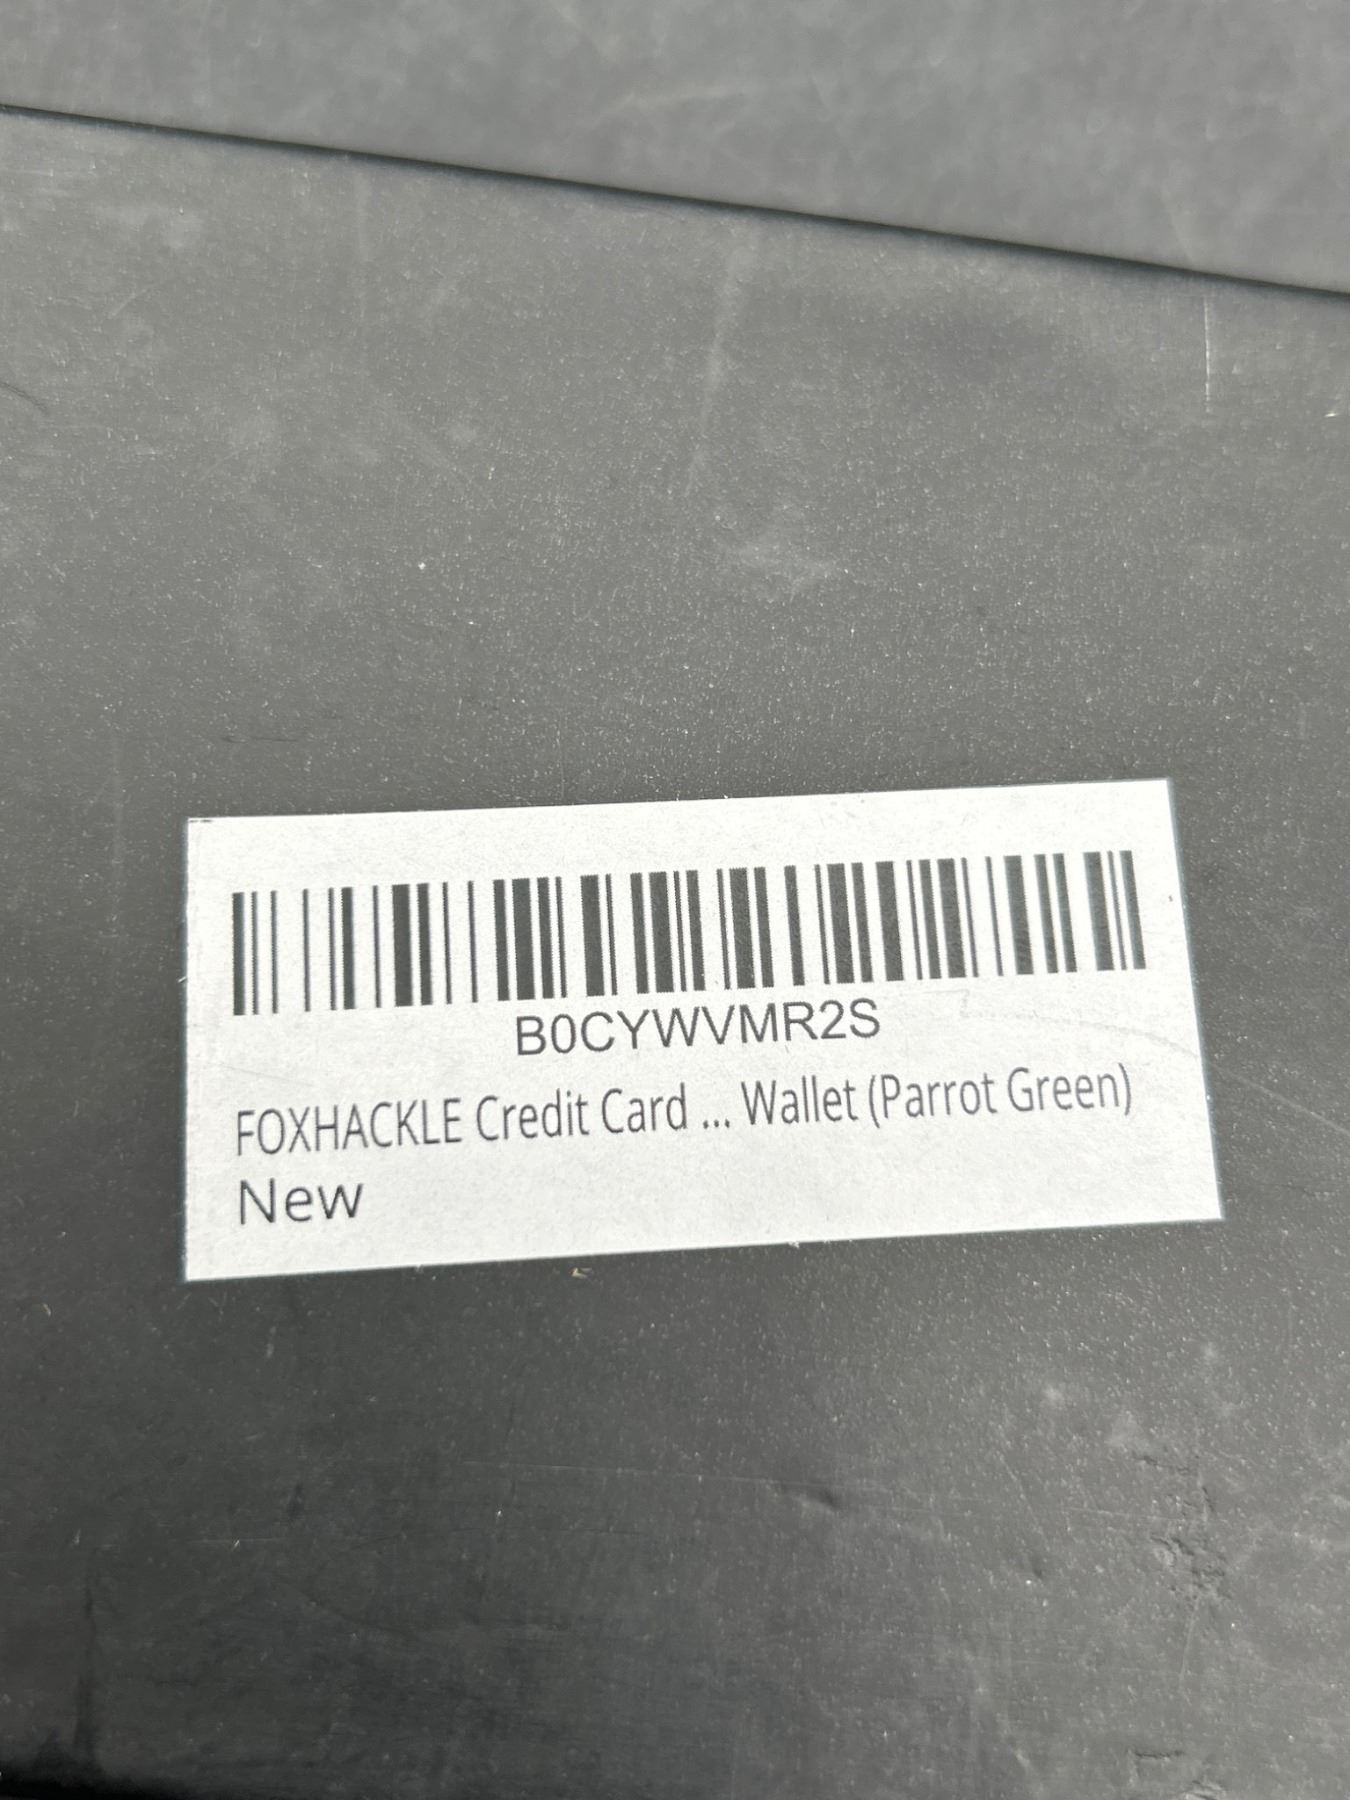 B0CYWVMR2S
FOXHACKLE Credit Card ... Wallet (Parrot Green)
New